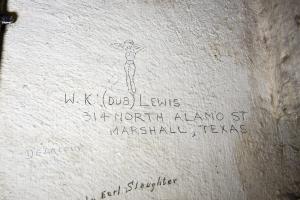 W. K. (DUB) LEWIS
314 NORTH ALAMO ST
MARSHALL, TEXAS
Earl Slaughter